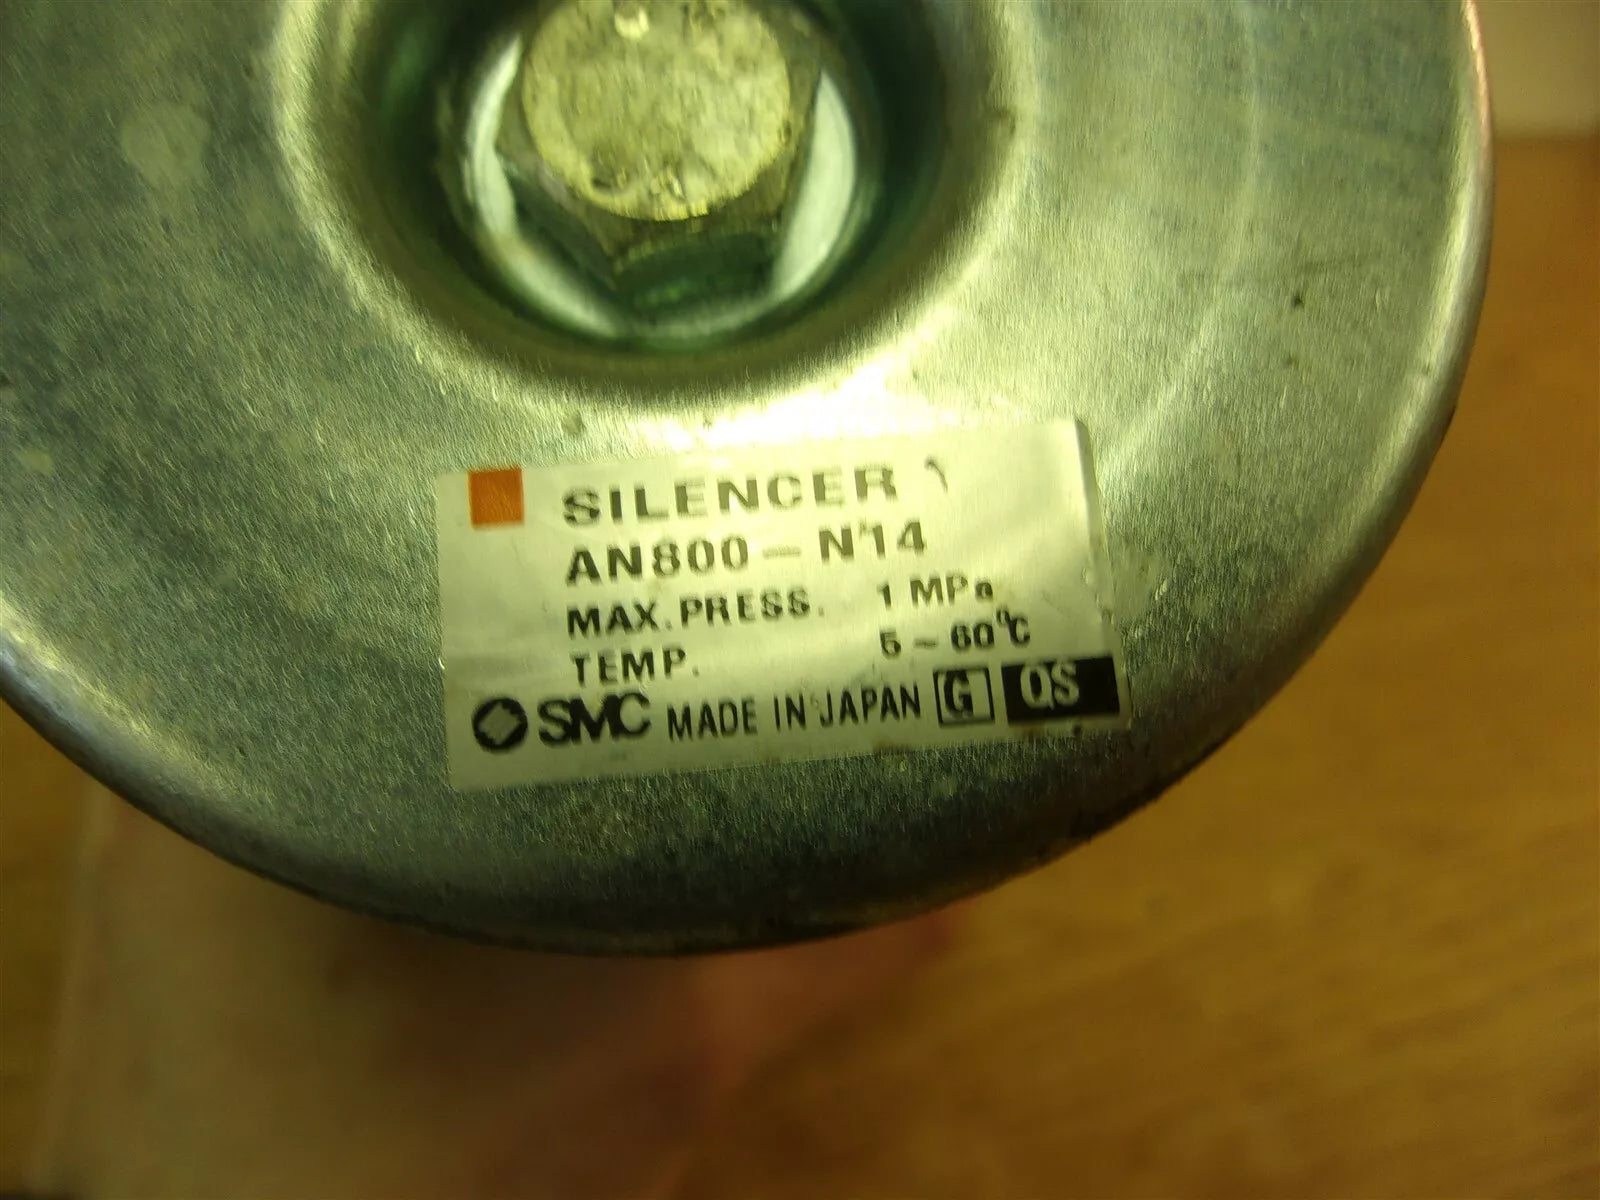 SILENCER
AN800-N14
MAX. PRESS. 1 MPa
TEMP. 5~60°C
SMC MADE IN JAPAN G QS